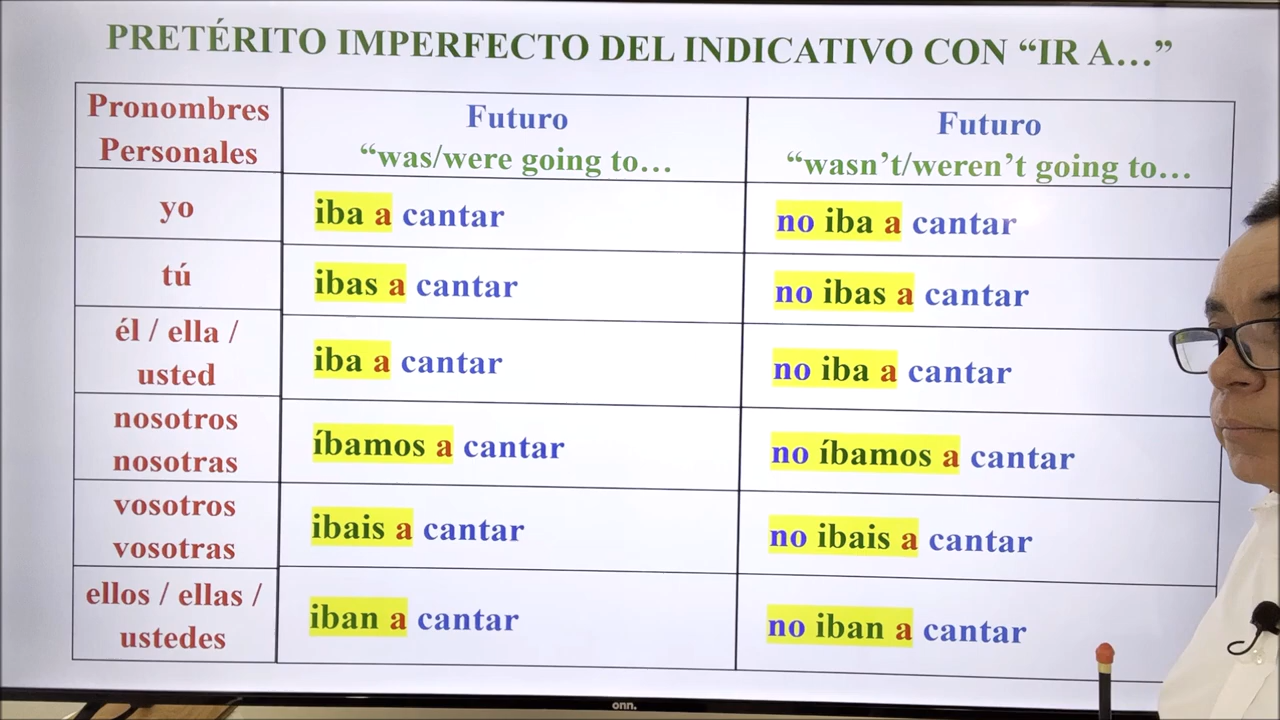 PRETÉRITO IMPERFECTO DEL INDICATIVO CON “IR A…”
Pronombres
Personales
Futuro
“was/were going to…
Futuro
“wasn’t/weren’t going to…
yo
iba a cantar
no iba a cantar
tú
ibas a cantar
no ibas a cantar
él / ella /
usted
iba a cantar
no iba a cantar
nosotros
nosotras
íbamos a cantar
no íbamos a cantar
vosotros
vosotras
ibais a cantar
no ibais a cantar
ellos / ellas /
ustedes
iban a cantar
no iban a cantar
onn.